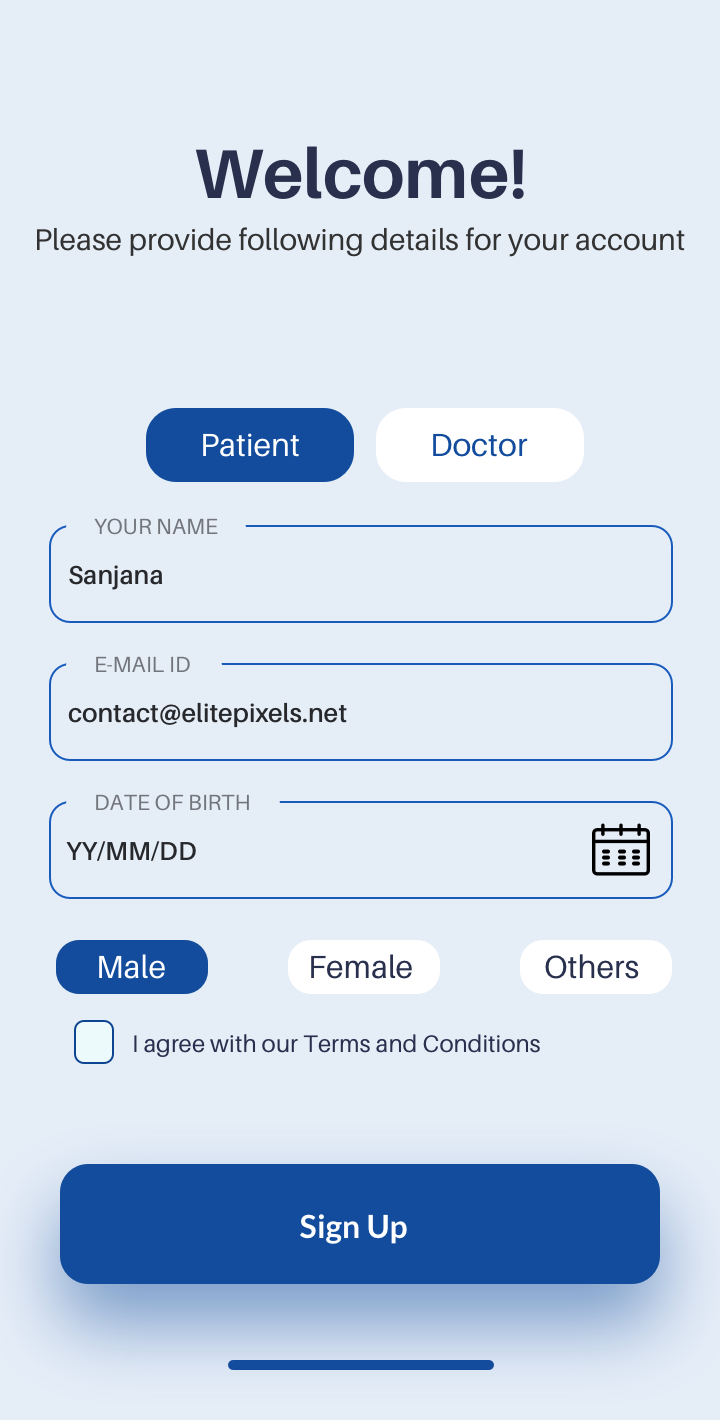 Welcome!
Please provide following details for your account
Patient
Doctor
YOUR NAME
Sanjana
E-MAIL ID
contact@elitepixels.net
DATE OF BIRTH
YY/MM/DD
Male
Female
Others
I agree with our Terms and Conditions
Sign Up